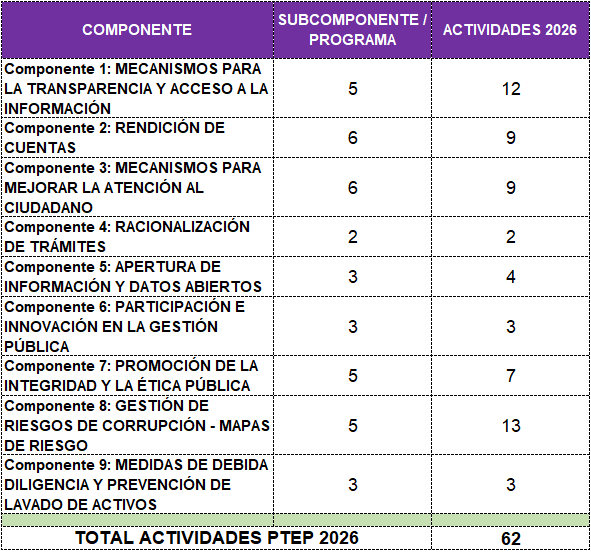 COMPONENTE SUBCOMPONENTE / PROGRAMA ACTIVIDADES 2026
Componente 1: MECANISMOS PARA
LA TRANSPARENCIA Y ACCESO A LA
INFORMACIÓN
5 12
Componente 2: RENDICIÓN DE
CUENTAS
6 9
Componente 3: MECANISMOS PARA
MEJORAR LA ATENCIÓN AL
CIUDADANO
6 9
Componente 4: RACIONALIZACIÓN
DE TRÁMITES
2 2
Componente 5: APERTURA DE
INFORMACIÓN Y DATOS ABIERTOS
3 4
Componente 6: PARTICIPACIÓN E
INNOVACIÓN EN LA GESTIÓN
PÚBLICA
3 3
Componente 7: PROMOCIÓN DE LA
INTEGRIDAD Y LA ÉTICA PÚBLICA
5 7
Componente 8: GESTIÓN DE
RIESGOS DE CORRUPCIÓN - MAPAS
DE RIESGO
5 13
Componente 9: MEDIDAS DE DEBIDA
DILIGENCIA Y PREVENCIÓN DE
LAVADO DE ACTIVOS
3 3
TOTAL ACTIVIDADES PTEP 2026 62